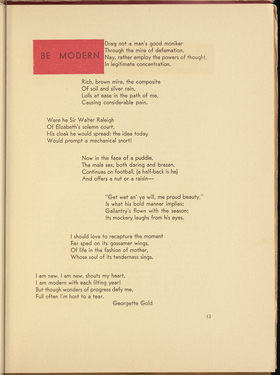 BE MODERN
Drag not a man's good moniker
Through the mire of defamation,
Nay, rather employ the powers of thought,
In legitimate concentration.
Rich, brown mire, the composite
Of soil and silver rain,
Lolls at ease in the path of me,
Causing considerable pain.
Were he Sir Walter Raleigh
Of Elizabeth's solemn court,
His cloak he would spread; the idea today
Would prompt a mechanical snort!
Now in the face of a puddle,
The male sex, both daring and brazen,
Continues on football, (a half-back is he)
And offers a nut or a raisin—
"Get wet an' ye will, me proud beauty,"
Is what his bold manner implies;
Gallantry's flown with the season;
Its mockery laughs from his eyes.
I should love to recapture the moment
Far sped on its gossamer wings,
Of life in the fashion of mother,
Whose soul of its tenderness sings.
I am new, I am new, shouts my heart,
I am modern with each lilting year!
But though wonders of progress defy me,
Full often I'm host to a tear.
Georgette Gold
13